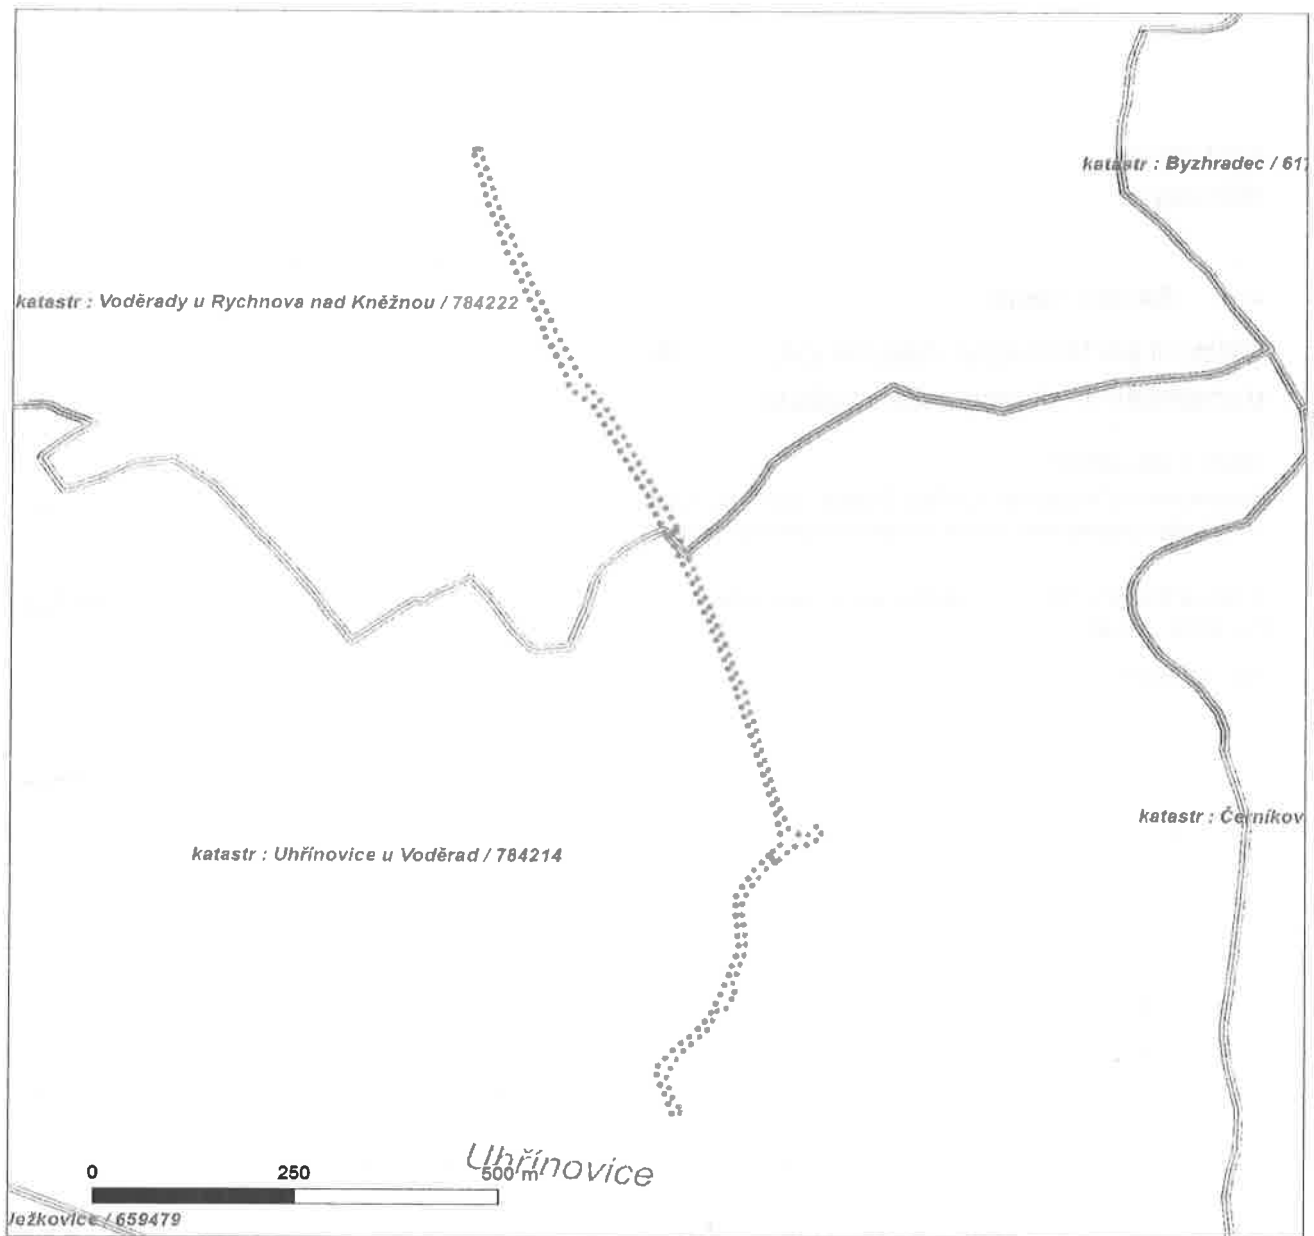 katastr : Byzhradec / 617
katastr : Voděrady u Rychnova nad Kněžnou / 784222
katastr : Černíkov
katastr : Uhřínovice u Voděrad / 784214
Uhřínovice
0 250 500 m
Ježkovice / 659479